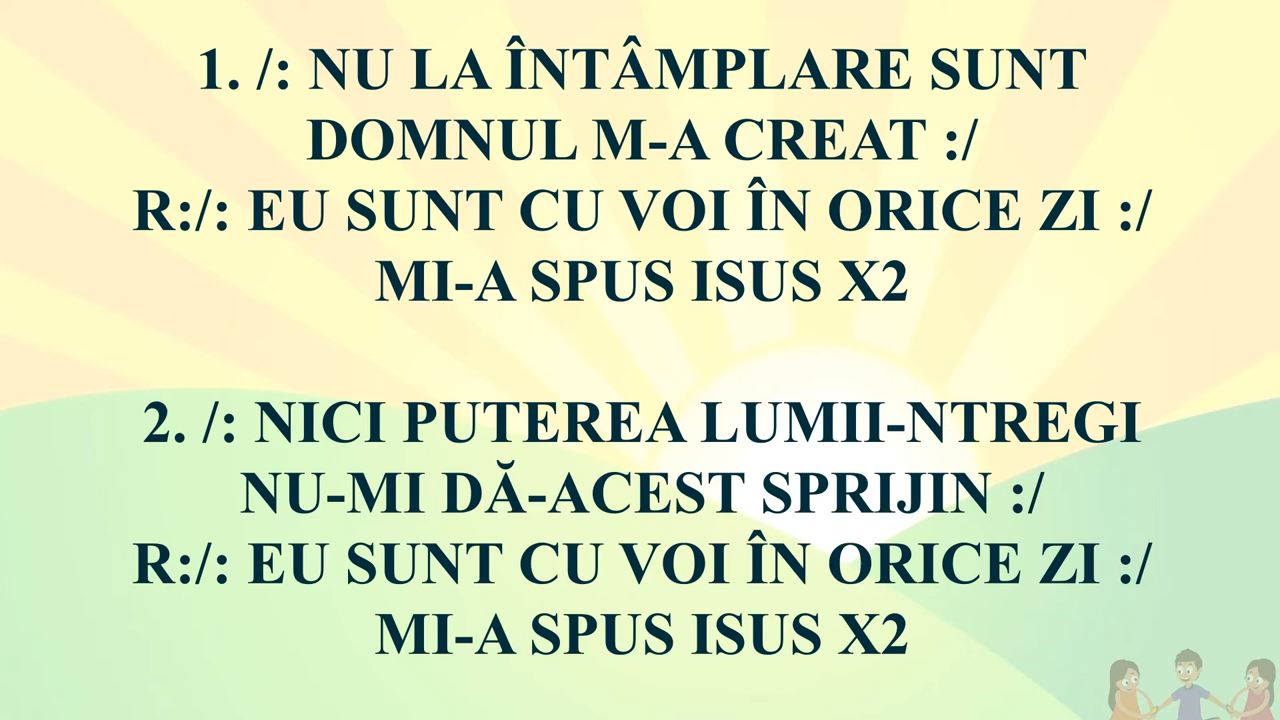 1. /: NU LA ÎNTÂMPLARE SUNT
DOMNUL M-A CREAT :/
R:/: EU SUNT CU VOI ÎN ORICE ZI :/
MI-A SPUS ISUS X2
2. /: NICI PUTEREA LUMII-NTREGI
NU-MI DĂ-ACEST SPRIJIN :/
R:/: EU SUNT CU VOI ÎN ORICE ZI :/
MI-A SPUS ISUS X2